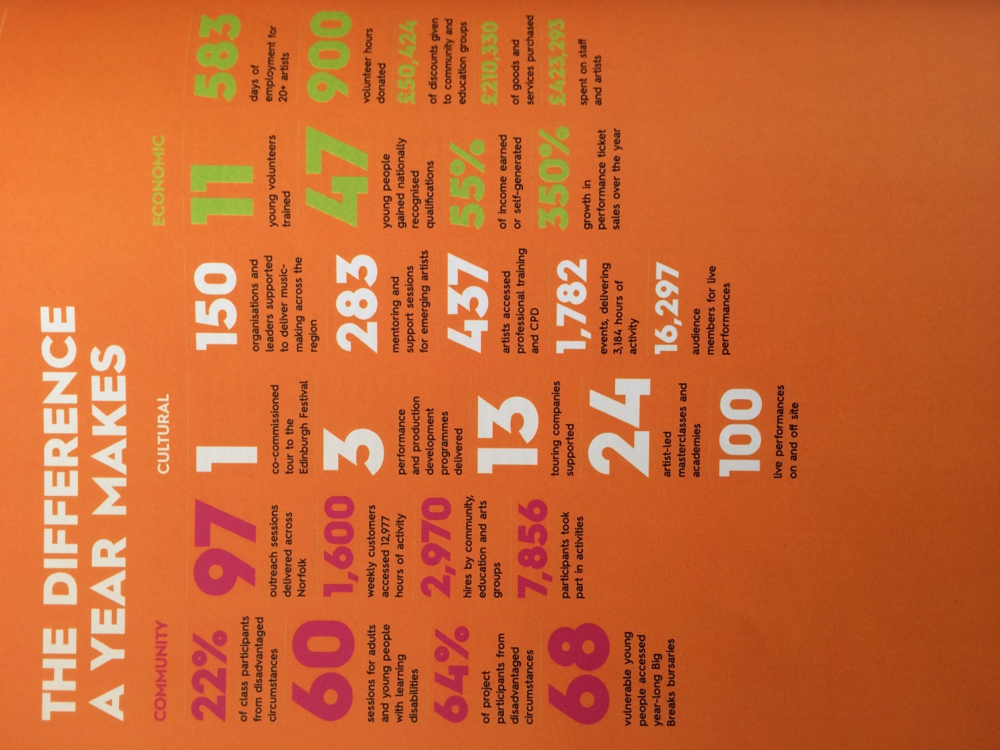 THE DIFFERENCE
A YEAR MAKES
COMMUNITY
22%
of class participants
from disadvantaged
circumstances
60
sessions for adults
and young people
with learning
disabilities
64%
of project
participants from
disadvantaged
circumstances
68
vulnerable young
people accessed
year-long Big
Breaks bursaries
97
outreach sessions
delivered across
Norfolk
1,600
weekly customers
accessed 12,977
hours of activity
2,970
hires by community,
education and arts
groups
7,856
participants took
part in activities
CULTURAL
1
co-commissioned
tour to the
Edinburgh Festival
3
performance
and production
development
programmes
delivered
13
touring companies
supported
24
artist-led
masterclasses and
academies
100
live performances
on and off site
150
organisations and
leaders supported
to deliver music-
making across the
region
283
mentoring and
support sessions
for emerging artists
437
artists accessed
professional training
and CPD
1,782
events, delivering
3,184 hours of
activity
16,297
audience
members for live
performances
ECONOMIC
11
young volunteers
trained
47
young people
gained nationally
recognised
qualifications
55%
of income earned
or self-generated
350%
growth in
performance ticket
sales over the year
583
days of
employment for
20+ artists
900
volunteer hours
donated
£50,424
of discounts given
to community and
education groups
£210,330
of goods and
services purchased
£423,293
spent on staff
and artists